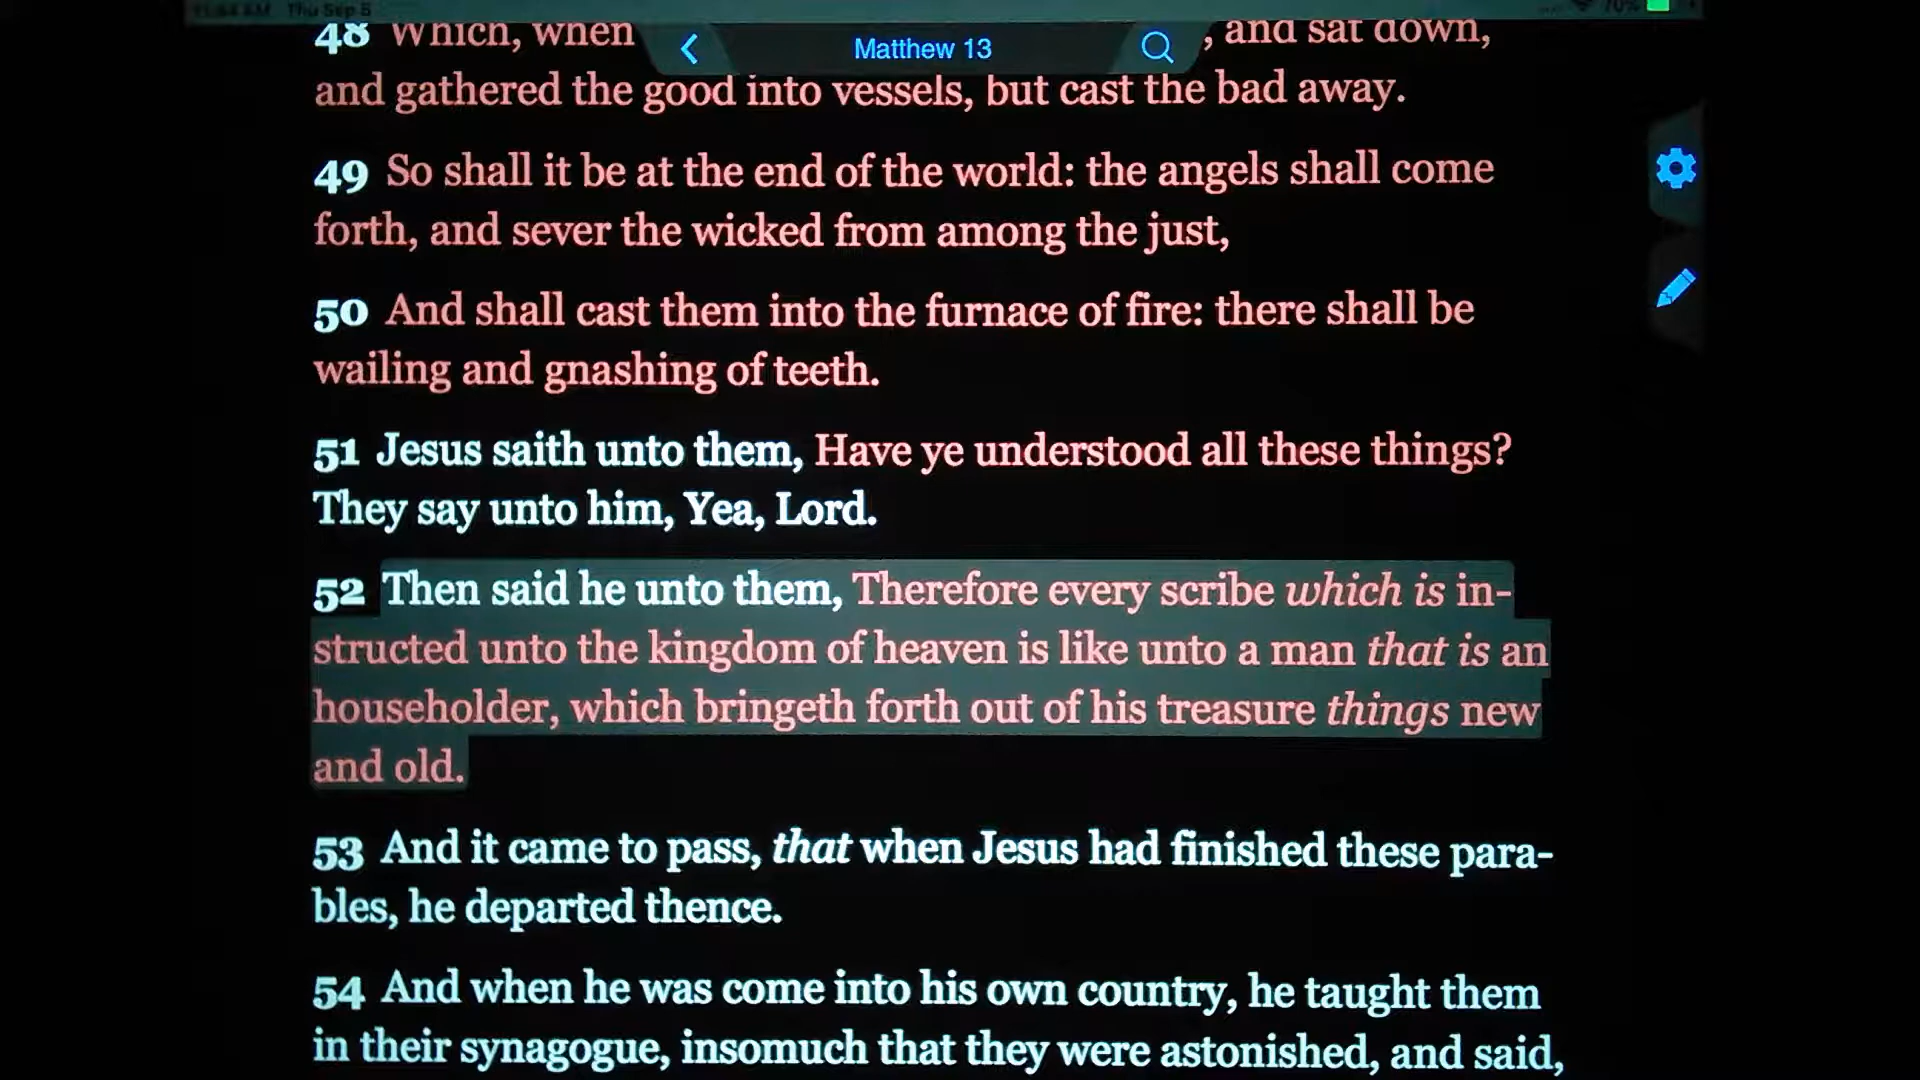 11:44 AM Thu Sep 5 70%
48 Which, when , and sat down,
Matthew 13
and gathered the good into vessels, but cast the bad away.
49 So shall it be at the end of the world: the angels shall come
forth, and sever the wicked from among the just,
50 And shall cast them into the furnace of fire: there shall be
wailing and gnashing of teeth.
51 Jesus saith unto them, Have ye understood all these things?
They say unto him, Yea, Lord.
52 Then said he unto them, Therefore every scribe which is in-
structed unto the kingdom of heaven is like unto a man that is an
householder, which bringeth forth out of his treasure things new
and old.
53 And it came to pass, that when Jesus had finished these para-
bles, he departed thence.
54 And when he was come into his own country, he taught them
in their synagogue, insomuch that they were astonished, and said,